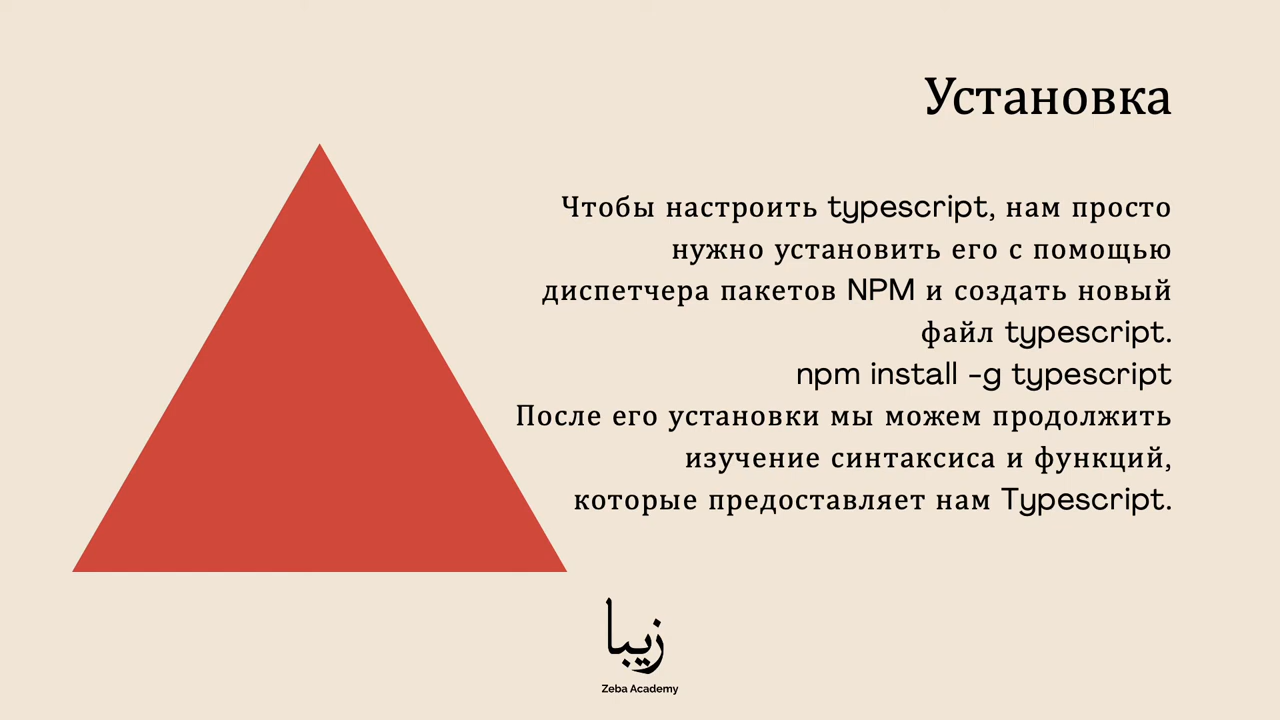 Установка
Чтобы настроить typescript, нам просто
нужно установить его с помощью
диспетчера пакетов NPM и создать новый
файл typescript.
npm install -g typescript
После его установки мы можем продолжить
изучение синтаксиса и функций,
которые предоставляет нам Typescript.
زيبا
Zeba Academy